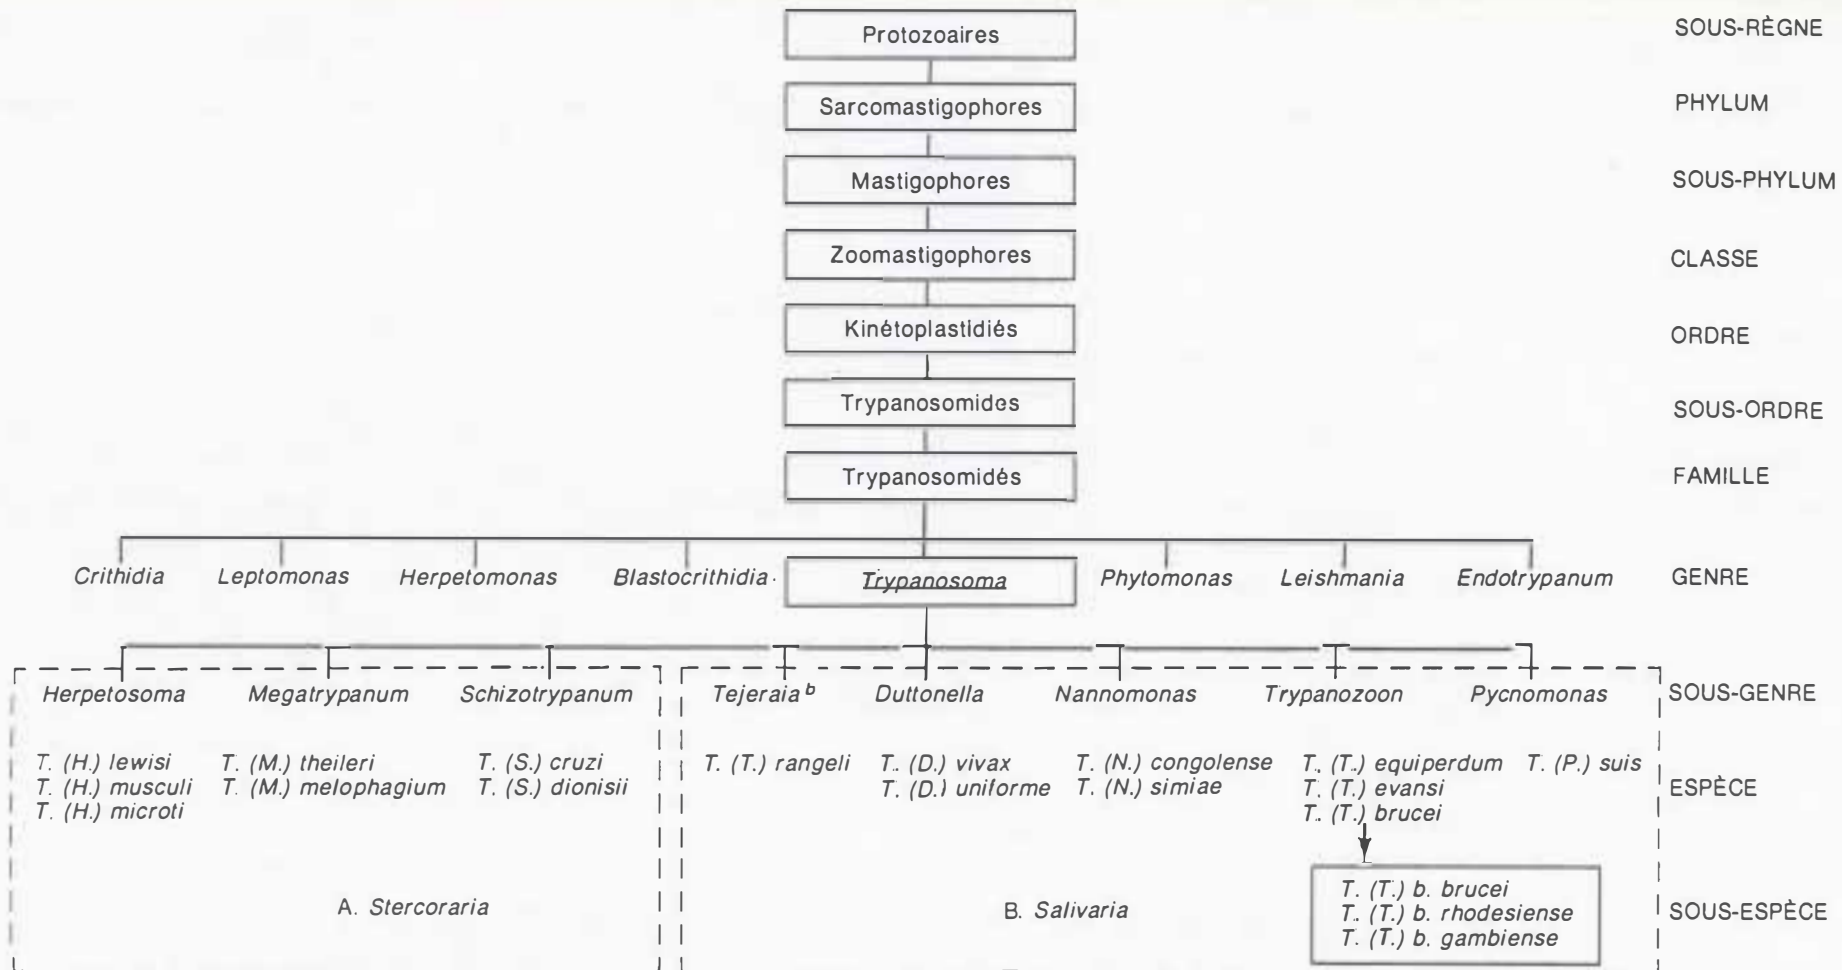 Protozoaires SOUS-RÈGNE
Sarcomastigophores PHYLUM
Mastigophores SOUS-PHYLUM
Zoomastigophores CLASSE
Kinétoplastidiés ORDRE
Trypanosomides SOUS-ORDRE
Trypanosomidés FAMILLE
Crithidia Leptomonas Herpetomonas Blastocrithidia Trypanosoma Phytomonas Leishmania Endotrypanum GENRE
Herpetosoma Megatrypanum Schizotrypanum Tejeraia b Duttonella Nannomonas Trypanozoon Pycnomonas SOUS-GENRE
T. (H.) lewisi T. (M.) theileri T. (S.) cruzi T. (T.) rangeli T. (D.) vivax T. (N.) congolense T. (T.) equiperdum T. (P.) suis
T. (H.) musculi T. (M.) melophagium T. (S.) dionisii T. (D.) uniforme T. (N.) simiae T. (T.) evansi ESPÈCE
T. (H.) microti T. (T.) brucei
T. (T.) b. brucei
A. Stercoraria B. Salivaria T. (T.) b. rhodesiense SOUS-ESPÈCE
T. (T.) b. gambiense